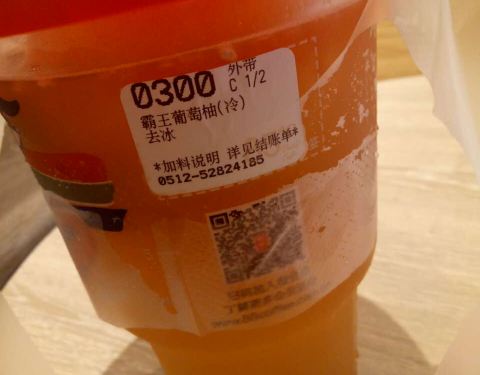 0300 外带
C 1/2
霸王葡萄柚(冷)
去冰
*加料说明 详见结账单*
0512-52824185